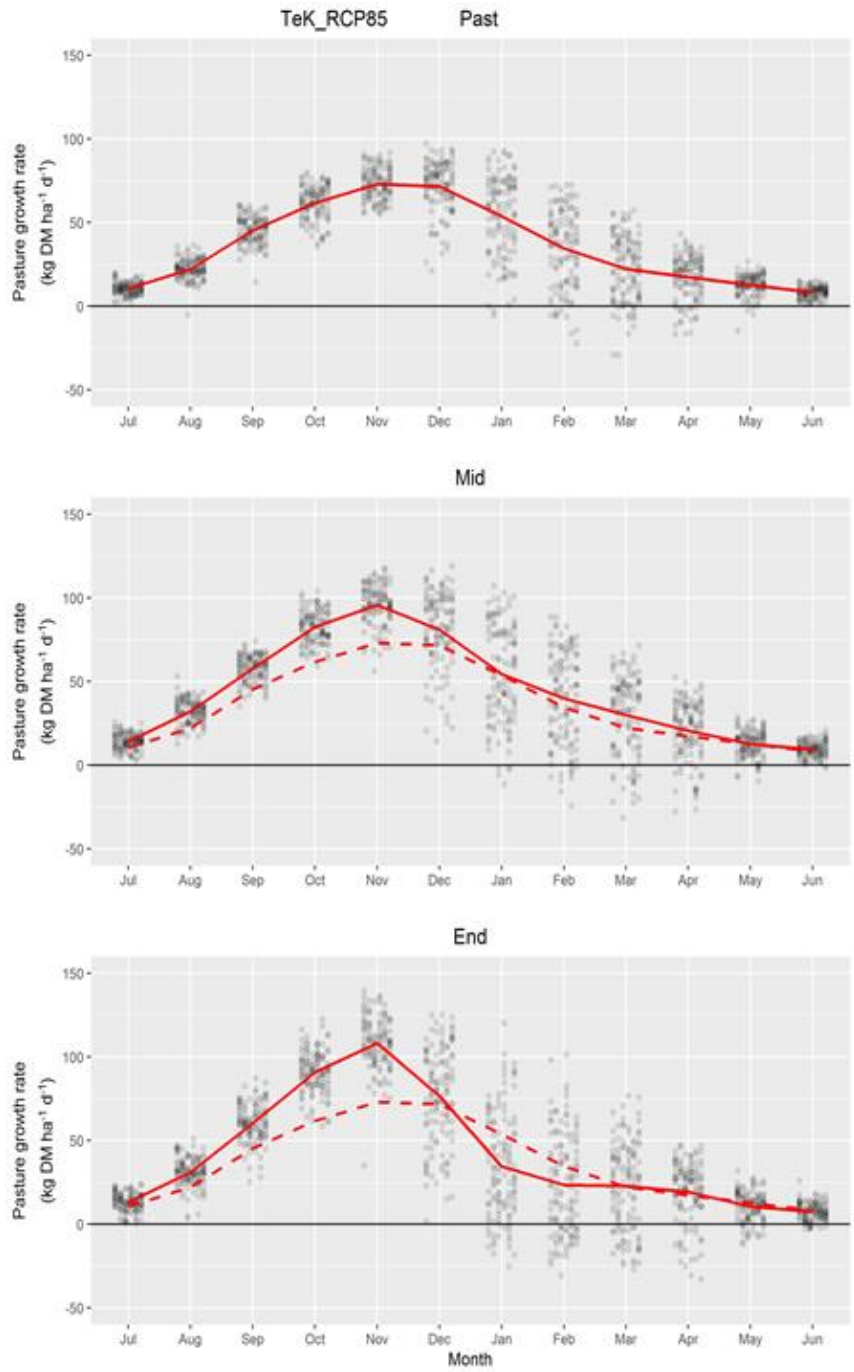 TeK_RCP85 Past
150
100
50
0
-50
Pasture growth rate
(kg DM ha⁻¹ d⁻¹)
Jul Aug Sep Oct Nov Dec Jan Feb Mar Apr May Jun
Mid
150
100
50
0
-50
Pasture growth rate
(kg DM ha⁻¹ d⁻¹)
Jul Aug Sep Oct Nov Dec Jan Feb Mar Apr May Jun
End
150
100
50
0
-50
Pasture growth rate
(kg DM ha⁻¹ d⁻¹)
Jul Aug Sep Oct Nov Dec Jan Feb Mar Apr May Jun
Month